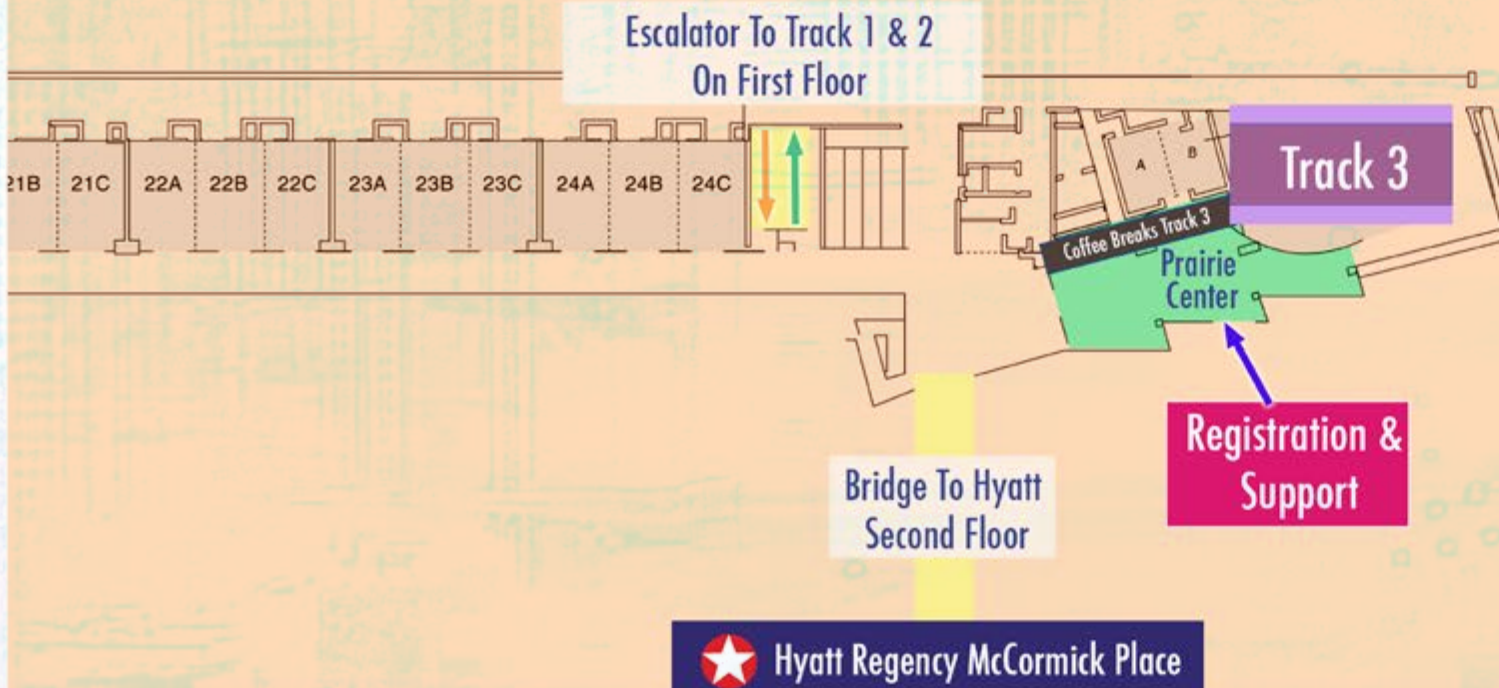 Escalator To Track 1 & 2
On First Floor
21B 21C 22A 22B 22C 23A 23B 23C 24A 24B 24C
A B
Track 3
Coffee Breaks Track 3
Prairie
Center
Registration &
Support
Bridge To Hyatt
Second Floor
Hyatt Regency McCormick Place